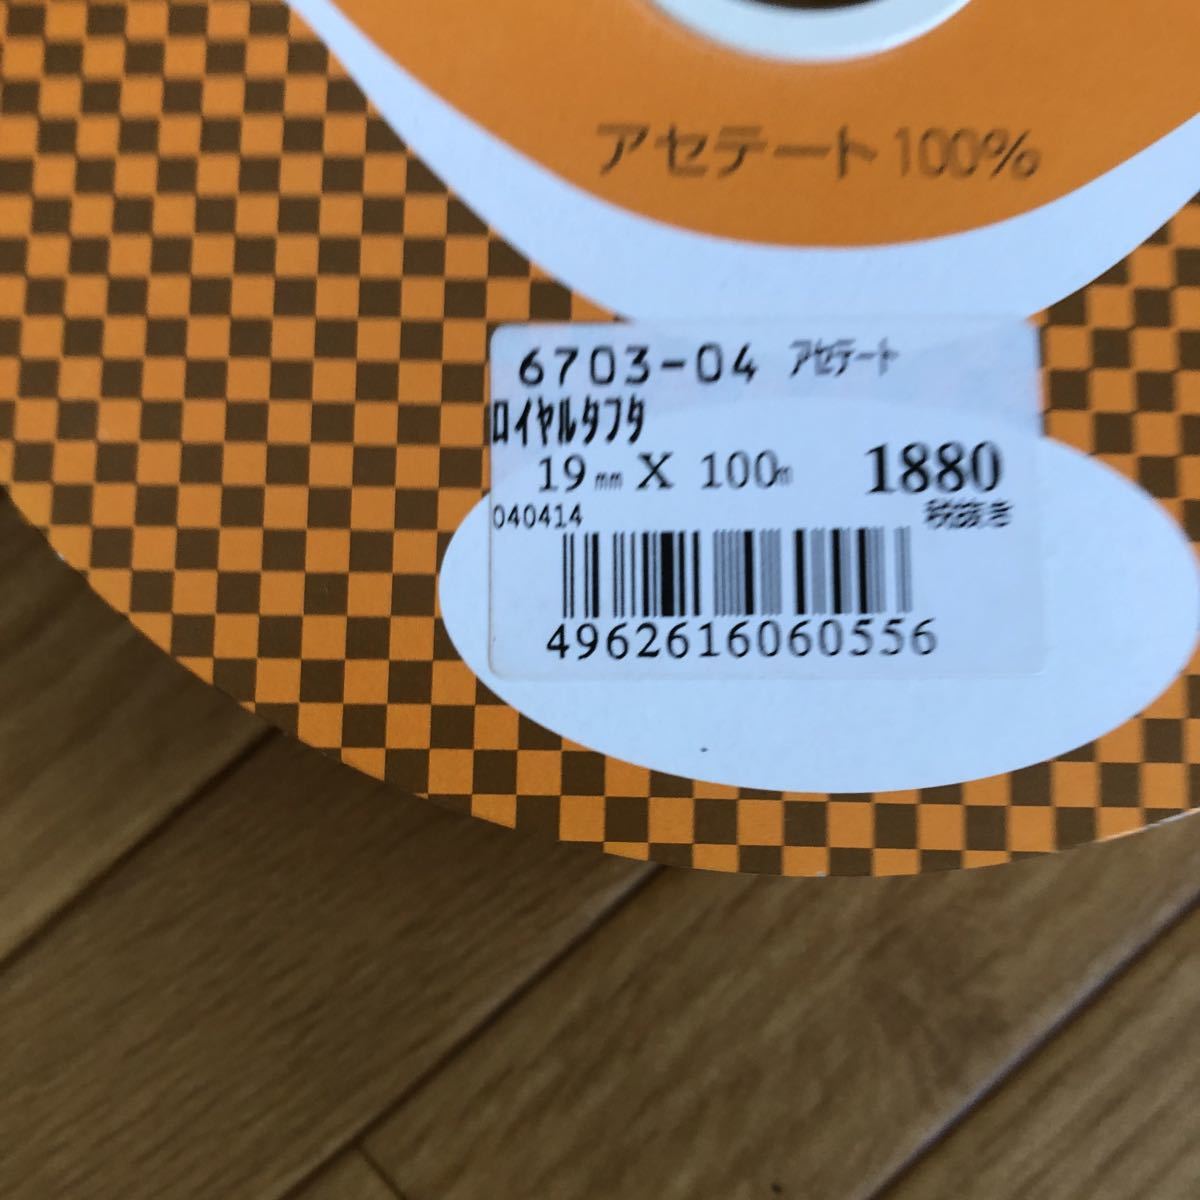 アセテート100%
6703-04 アセテート
ロイヤルタフタ
19mm X 100m 1880
040414 税抜き
4962616060556